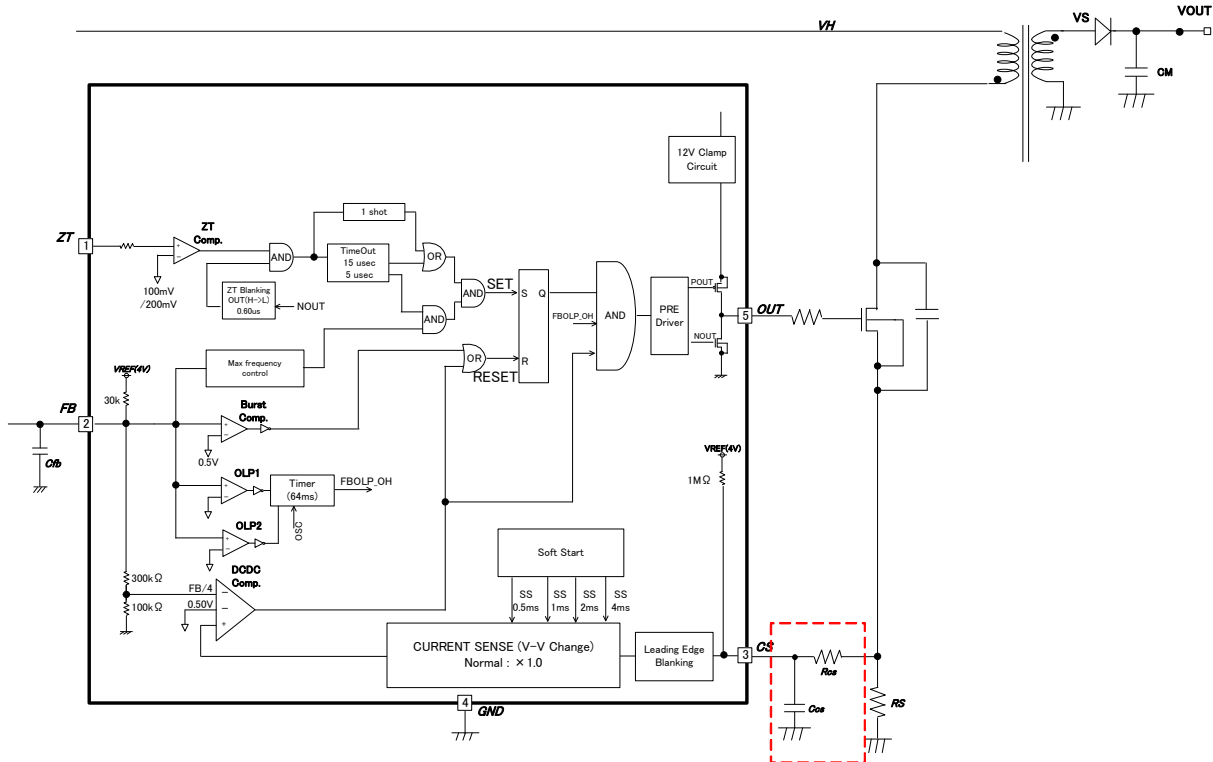 VH
VS
VOUT
CM
12V Clamp
Circuit
ZT
1
ZT
Comp.
100mV
/200mV
AND
1 shot
TimeOut
15 usec
5 usec
OR
ZT Blanking
OUT(H->L)
0.60us
NOUT
AND
AND
SET
S
Q
R
FBOLP_OH
AND
PRE
Driver
POUT
NOUT
5
OUT
Max frequency
control
OR
RESET
VREF(4V)
30k
FB
2
Cfb
Burst
Comp.
0.5V
OLP1
Timer
(64ms)
FBOLP_OH
OSC
OLP2
VREF(4V)
1MΩ
300kΩ
100kΩ
DCDC
Comp.
FB/4
0.50V
Soft Start
SS
0.5ms
SS
1ms
SS
2ms
SS
4ms
CURRENT SENSE (V-V Change)
Normal : ×1.0
Leading Edge
Blanking
3
CS
Rcs
Ccs
RS
4
GND